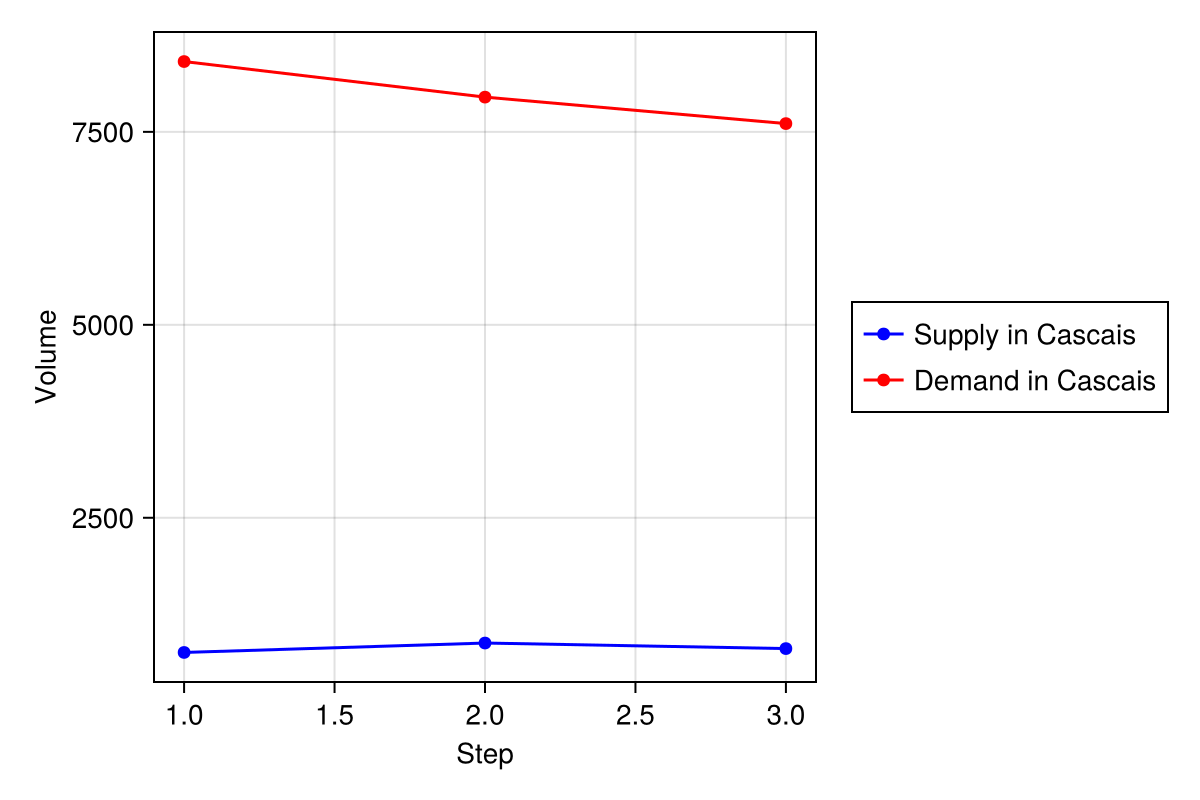 7500
5000
2500
Volume
1.0 1.5 2.0 2.5 3.0
Step
Supply in Cascais
Demand in Cascais